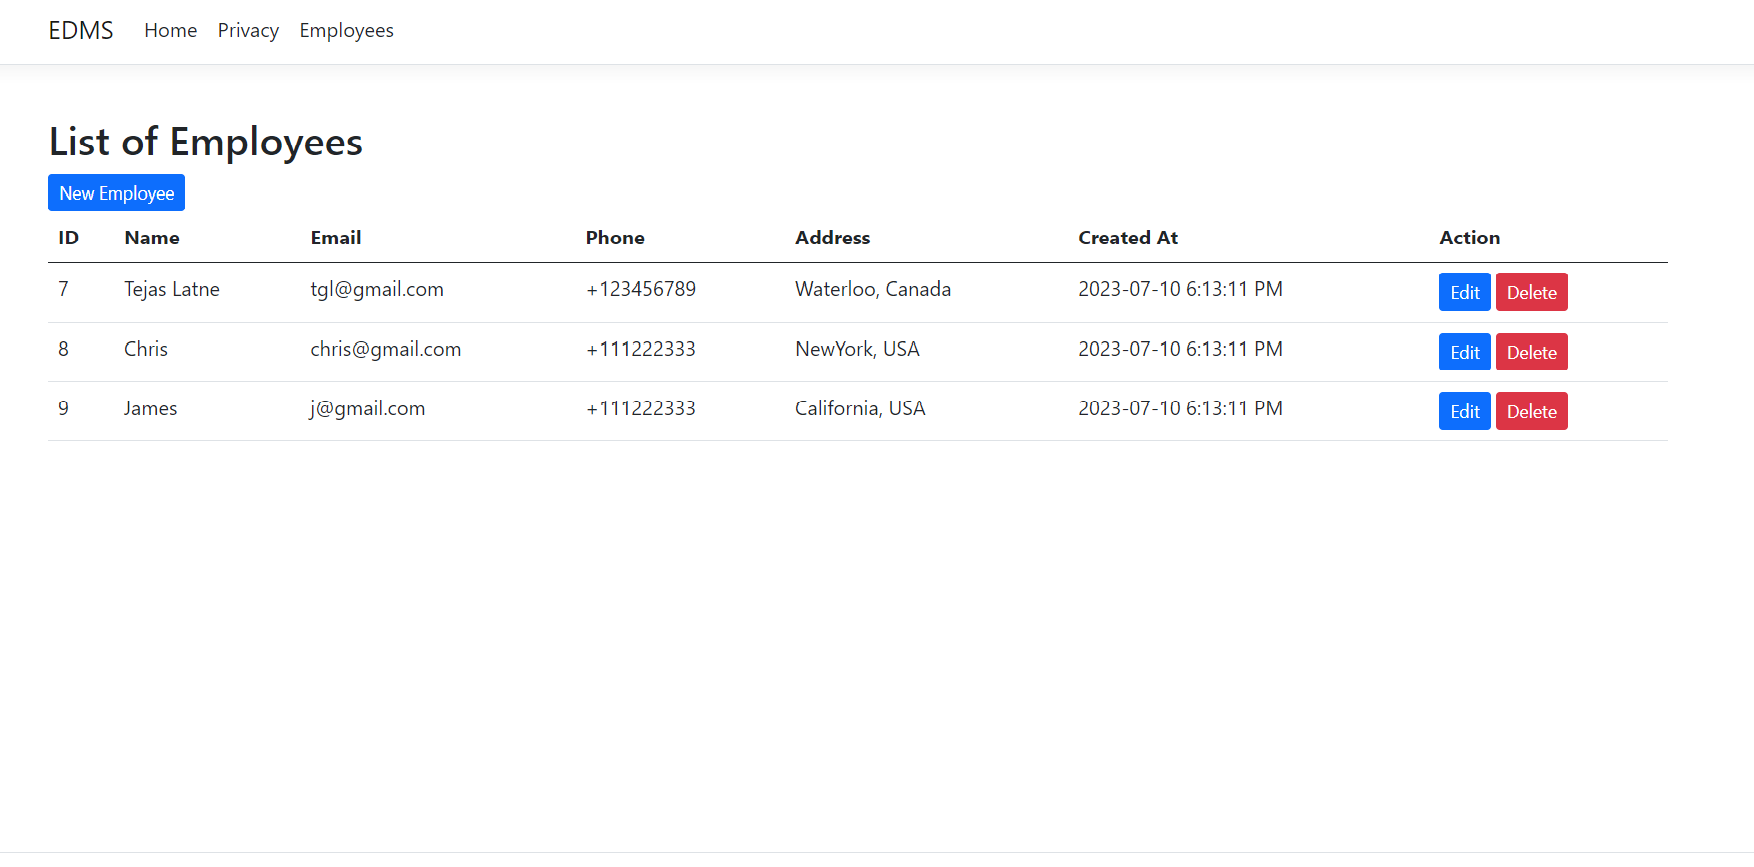 EDMS Home Privacy Employees
List of Employees
New Employee
ID Name Email Phone Address Created At Action
7 Tejas Latne tgl@gmail.com +123456789 Waterloo, Canada 2023-07-10 6:13:11 PM Edit Delete
8 Chris chris@gmail.com +111222333 NewYork, USA 2023-07-10 6:13:11 PM Edit Delete
9 James j@gmail.com +111222333 California, USA 2023-07-10 6:13:11 PM Edit Delete